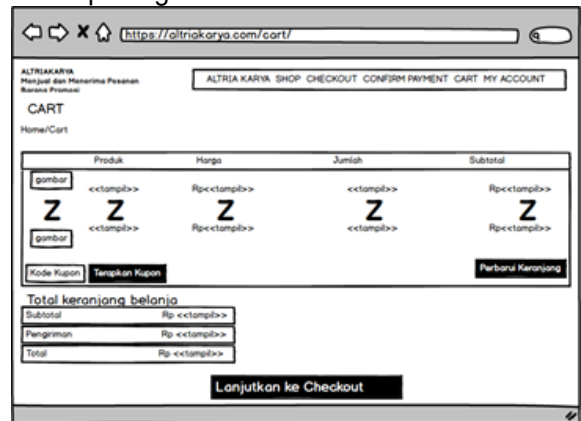 https://altriakarya.com/cart/
ALTRIAKARYA
Menjual dan Menerima Pesanan
Barang Promosi
ALTRIA KARYA SHOP CHECKOUT CONFIRM PAYMENT CART MY ACCOUNT
CART
Home/Cart
Produk Harga Jumlah Subtotal
gambar
<<tampil>> Rp<<tampil>> <<tampil>> Rp<<tampil>>
Z Z Z Z Z
<<tampil>> Rp<<tampil>> <<tampil>> Rp<<tampil>>
gambar
Kode Kupon Terapkan Kupon Perbarui Keranjang
Total keranjang belanja
Subtotal Rp <<tampil>>
Pengiriman Rp <<tampil>>
Total Rp <<tampil>>
Lanjutkan ke Checkout